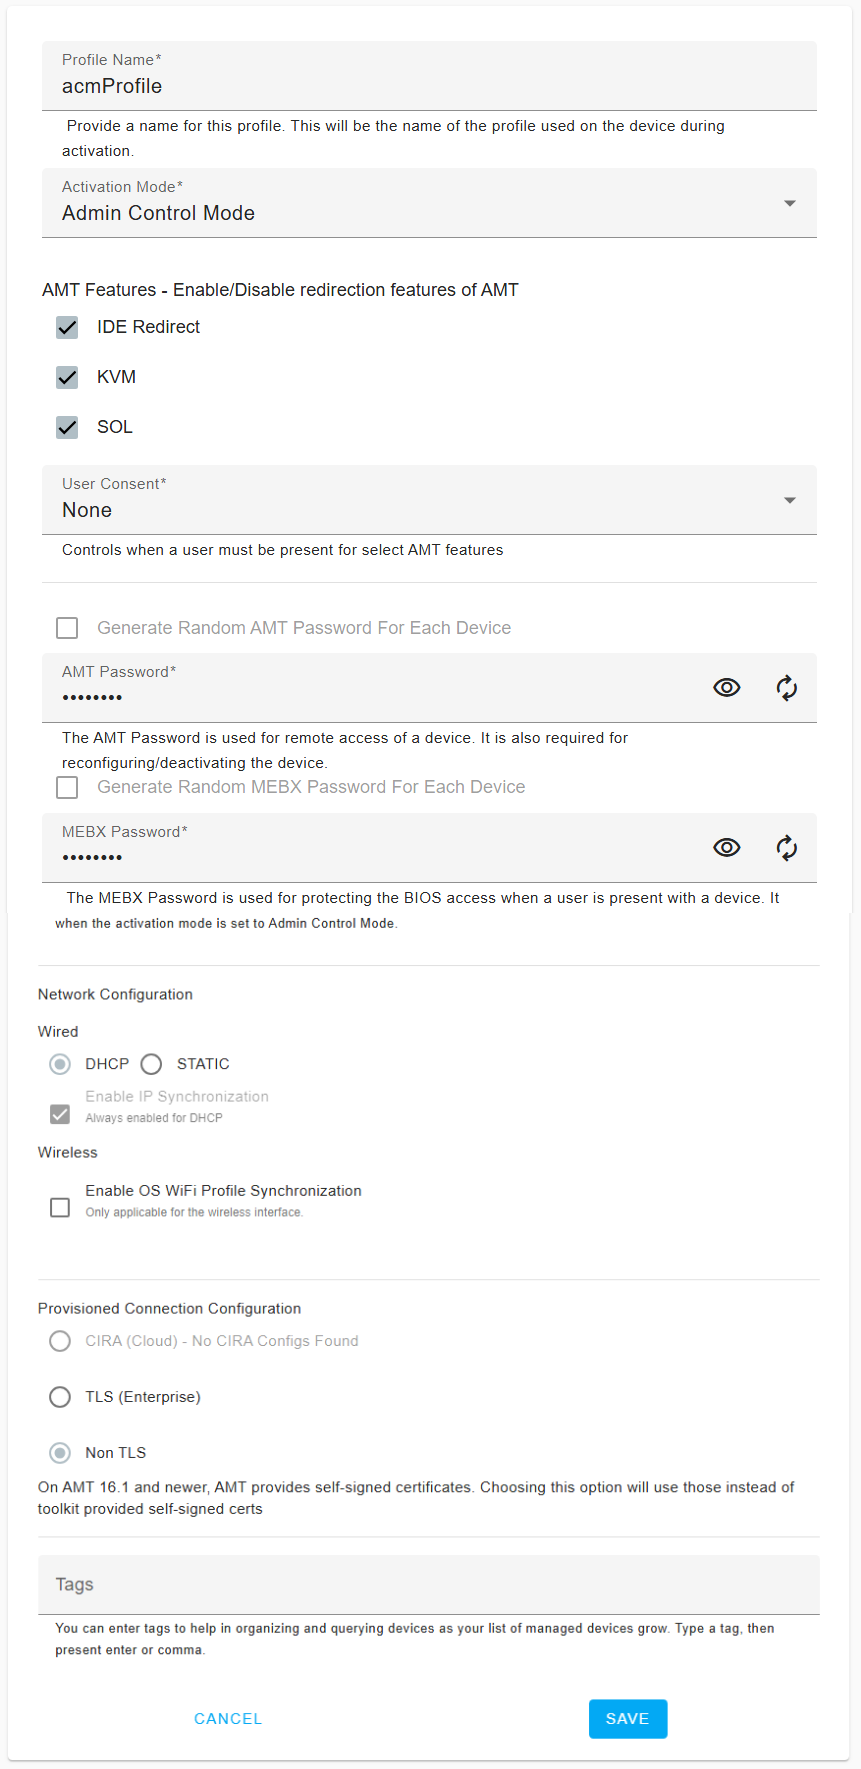 Profile Name*
acmProfile
Provide a name for this profile. This will be the name of the profile used on the device during
activation.
Activation Mode*
Admin Control Mode
AMT Features - Enable/Disable redirection features of AMT
IDE Redirect
KVM
SOL
User Consent*
None
Controls when a user must be present for select AMT features
Generate Random AMT Password For Each Device
AMT Password*
••••••••
The AMT Password is used for remote access of a device. It is also required for
reconfiguring/deactivating the device.
Generate Random MEBX Password For Each Device
MEBX Password*
••••••••
The MEBX Password is used for protecting the BIOS access when a user is present with a device. It
when the activation mode is set to Admin Control Mode.
Network Configuration
Wired
DHCP STATIC
Enable IP Synchronization
Always enabled for DHCP
Wireless
Enable OS WiFi Profile Synchronization
Only applicable for the wireless interface.
Provisioned Connection Configuration
CIRA (Cloud) - No CIRA Configs Found
TLS (Enterprise)
Non TLS
On AMT 16.1 and newer, AMT provides self-signed certificates. Choosing this option will use those instead of
toolkit provided self-signed certs
Tags
You can enter tags to help in organizing and querying devices as your list of managed devices grow. Type a tag, then
present enter or comma.
CANCEL SAVE